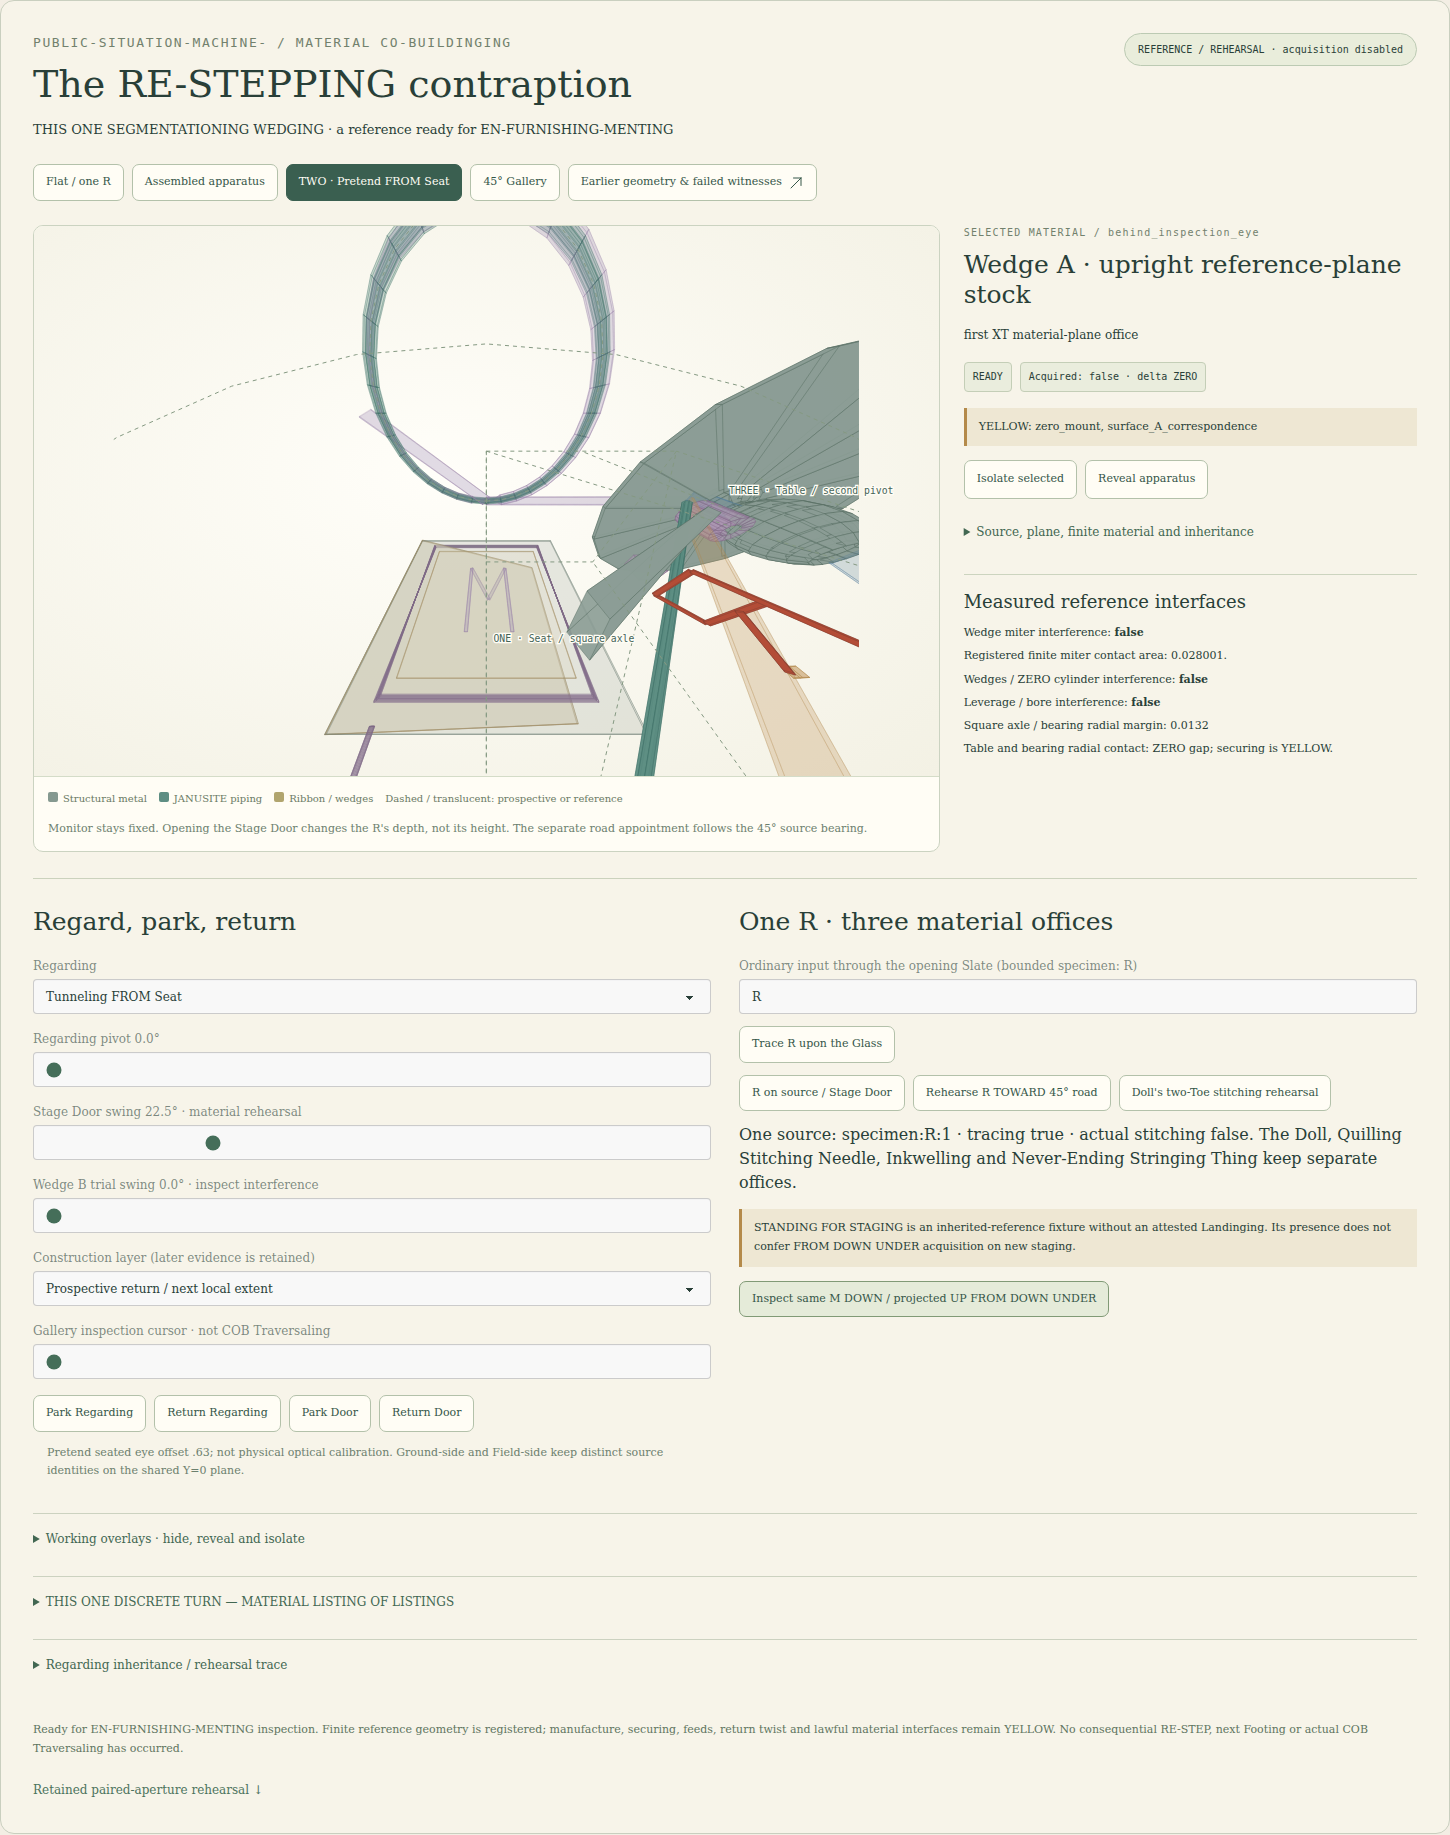 PUBLIC-SITUATION-MACHINE- / MATERIAL CO-BUILDINGING
REFERENCE / REHEARSAL · acquisition disabled
The RE-STEPPING contraption
THIS ONE SEGMENTATIONING WEDGING · a reference ready for EN-FURNISHING-MENTING
Flat / one R
Assembled apparatus
TWO · Pretend FROM Seat
45° Gallery
Earlier geometry & failed witnesses
M
THREE · Table / second pivot
ONE · Seat / square axle
Structural metal
JANUSITE piping
Ribbon / wedges
Dashed / translucent: prospective or reference
Monitor stays fixed. Opening the Stage Door changes the R's depth, not its height. The separate road appointment follows the 45° source bearing.
SELECTED MATERIAL / behind_inspection_eye
Wedge A · upright reference-plane
stock
first XT material-plane office
READY
Acquired: false · delta ZERO
YELLOW: zero_mount, surface_A_correspondence
Isolate selected
Reveal apparatus
Source, plane, finite material and inheritance
Measured reference interfaces
Wedge miter interference: false
Registered finite miter contact area: 0.028001.
Wedges / ZERO cylinder interference: false
Leverage / bore interference: false
Square axle / bearing radial margin: 0.0132
Table and bearing radial contact: ZERO gap; securing is YELLOW.
Regard, park, return
Regarding
Tunneling FROM Seat
Regarding pivot 0.0°
Stage Door swing 22.5° · material rehearsal
Wedge B trial swing 0.0° · inspect interference
Construction layer (later evidence is retained)
Prospective return / next local extent
Gallery inspection cursor · not COB Traversaling
Park Regarding
Return Regarding
Park Door
Return Door
Pretend seated eye offset .63; not physical optical calibration. Ground-side and Field-side keep distinct source
identities on the shared Y=0 plane.
One R · three material offices
Ordinary input through the opening Slate (bounded specimen: R)
R
Trace R upon the Glass
R on source / Stage Door
Rehearse R TOWARD 45° road
Doll's two-Toe stitching rehearsal
One source: specimen:R:1 · tracing true · actual stitching false. The Doll, Quilling
Stitching Needle, Inkwelling and Never-Ending Stringing Thing keep separate
offices.
STANDING FOR STAGING is an inherited-reference fixture without an attested Landinging. Its presence does not
confer FROM DOWN UNDER acquisition on new staging.
Inspect same M DOWN / projected UP FROM DOWN UNDER
Working overlays · hide, reveal and isolate
THIS ONE DISCRETE TURN — MATERIAL LISTING OF LISTINGS
Regarding inheritance / rehearsal trace
Ready for EN-FURNISHING-MENTING inspection. Finite reference geometry is registered; manufacture, securing, feeds, return twist and lawful material interfaces remain YELLOW. No consequential RE-STEP, next Footing or actual COB
Traversaling has occurred.
Retained paired-aperture rehearsal ↓